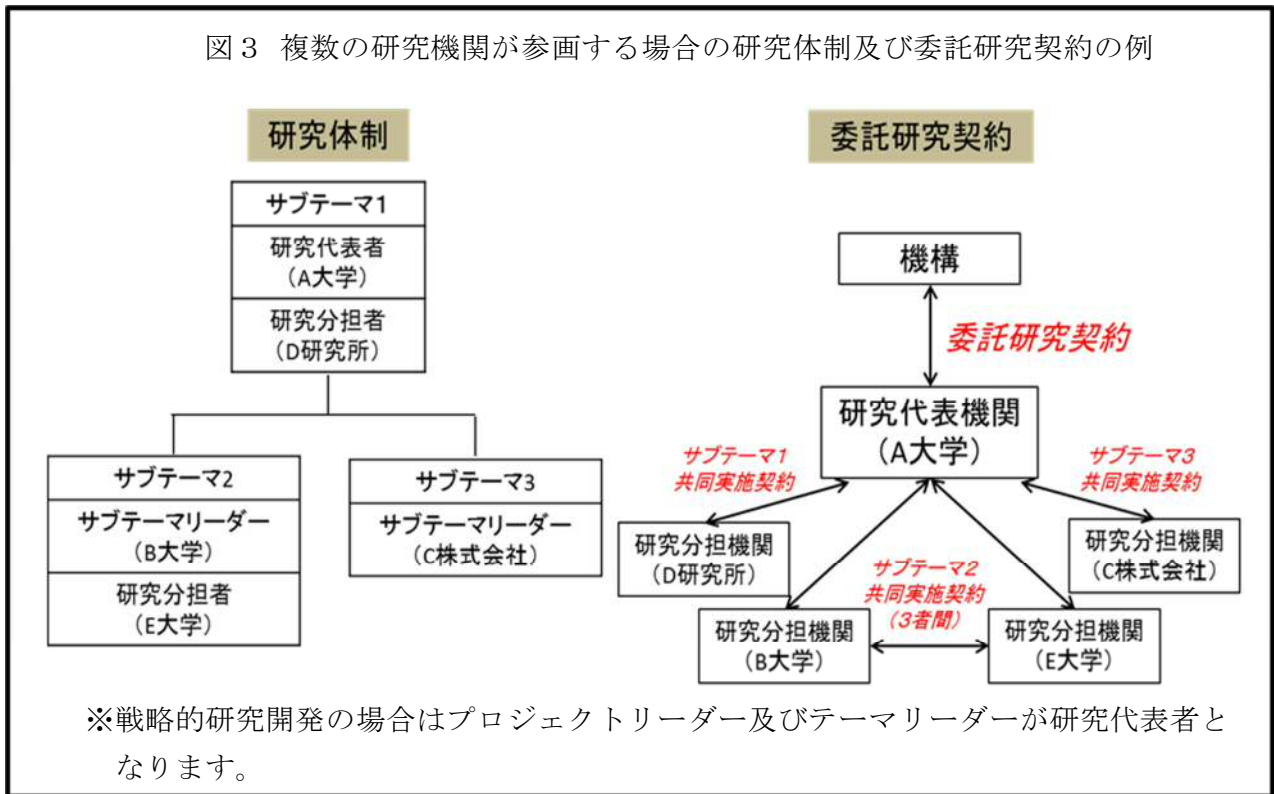 図３ 複数の研究機関が参画する場合の研究体制及び委託研究契約の例
研究体制
サブテーマ1
研究代表者
(A大学)
研究分担者
(D研究所)
サブテーマ2
サブテーマリーダー
(B大学)
研究分担者
(E大学)
サブテーマ3
サブテーマリーダー
(C株式会社)
委託研究契約
機構
委託研究契約
研究代表機関
(A大学)
サブテーマ1
共同実施契約
サブテーマ3
共同実施契約
研究分担機関
(D研究所)
サブテーマ2
共同実施契約
(3者間)
研究分担機関
(C株式会社)
研究分担機関
(B大学)
研究分担機関
(E大学)
※戦略的研究開発の場合はプロジェクトリーダー及びテーマリーダーが研究代表者と
なります。